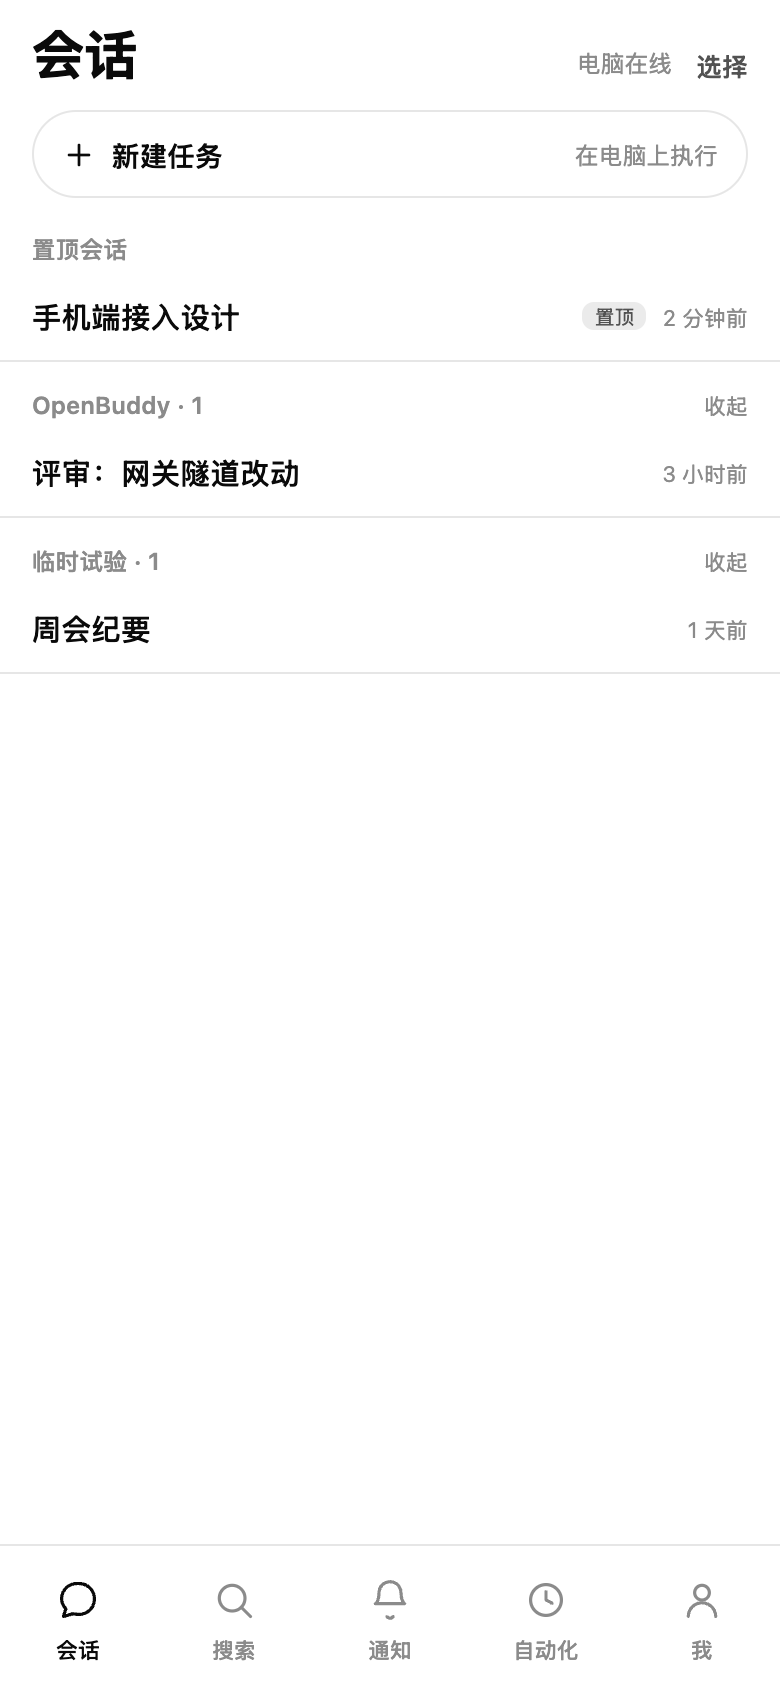 会话 电脑在线 选择
新建任务 在电脑上执行
置顶会话
手机端接入设计 置顶 2 分钟前
OpenBuddy · 1 收起
评审：网关隧道改动 3 小时前
临时试验 · 1 收起
周会纪要 1 天前
会话 搜索 通知 自动化 我